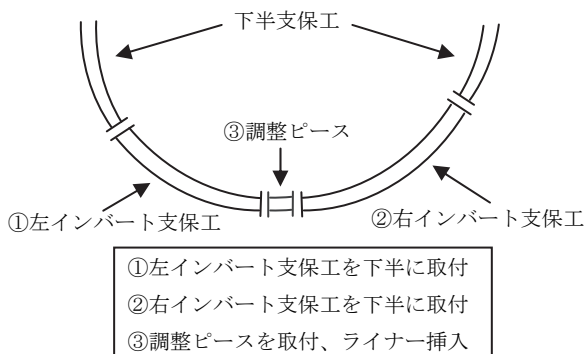 下半支保工
③調整ピース
①左インバート支保工
②右インバート支保工
①左インバート支保工を下半に取付
②右インバート支保工を下半に取付
③調整ピースを取付、ライナー挿入